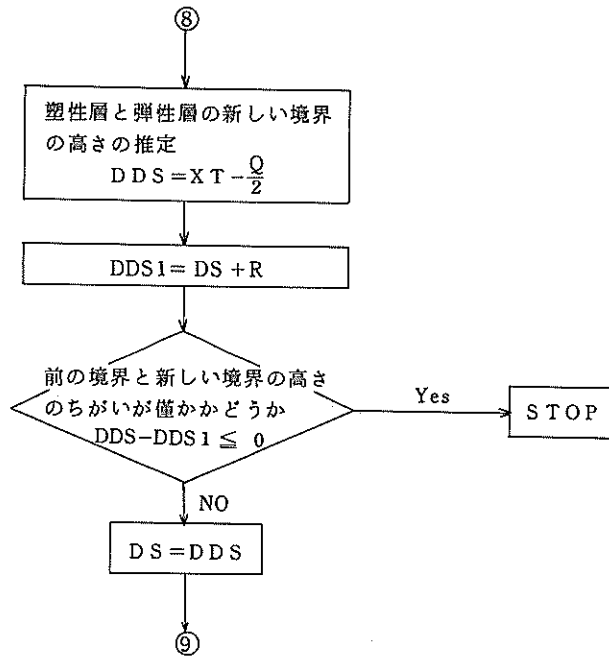 ⑧
塑性層と弾性層の新しい境界
の高さの推定
DDS=XT-Q/2
DDS1=DS+R
前の境界と新しい境界の高さ
のちがいが僅かかどうか
DDS-DDS1≦0
Yes
STOP
NO
DS=DDS
⑨